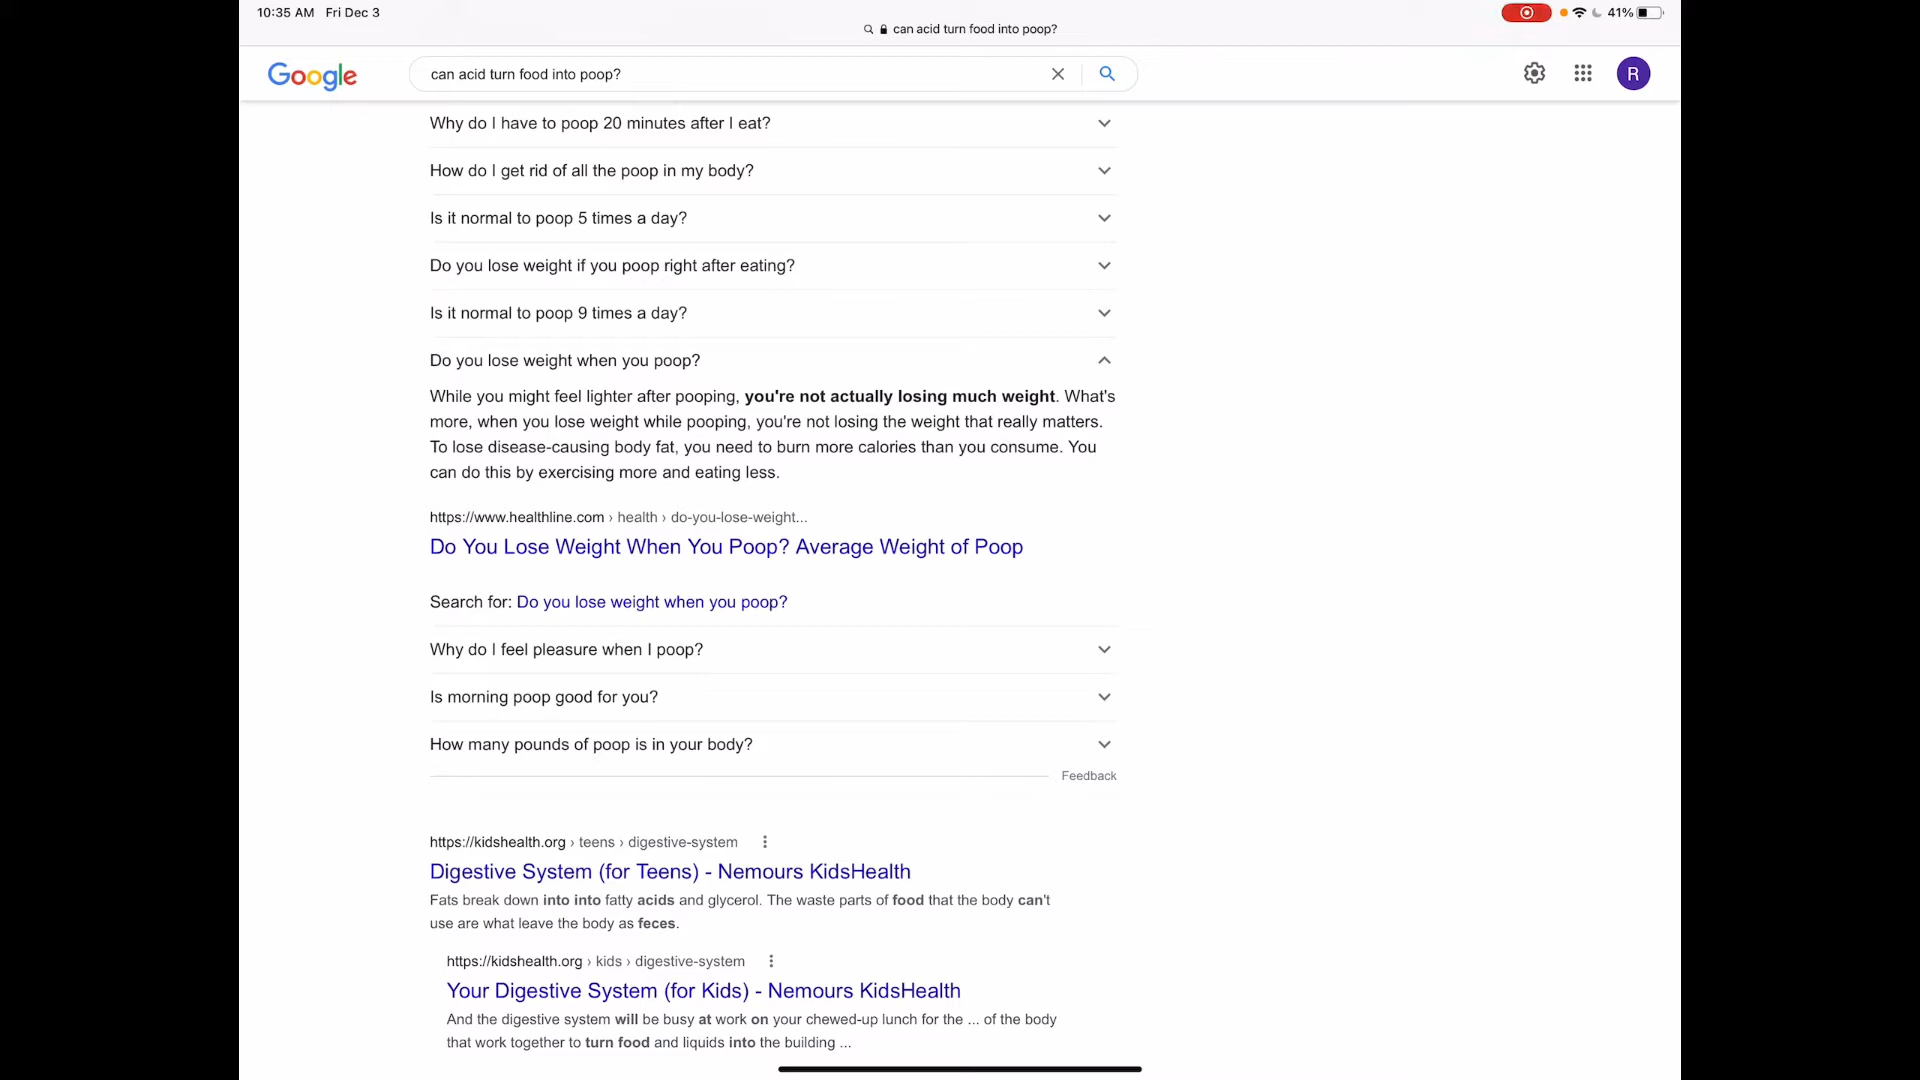 10:35 AM Fri Dec 3
41%
can acid turn food into poop?
Google
can acid turn food into poop?
R
Why do I have to poop 20 minutes after I eat?
How do I get rid of all the poop in my body?
Is it normal to poop 5 times a day?
Do you lose weight if you poop right after eating?
Is it normal to poop 9 times a day?
Do you lose weight when you poop?
While you might feel lighter after pooping, you're not actually losing much weight. What's
more, when you lose weight while pooping, you're not losing the weight that really matters.
To lose disease-causing body fat, you need to burn more calories than you consume. You
can do this by exercising more and eating less.
https://www.healthline.com › health › do-you-lose-weight...
Do You Lose Weight When You Poop? Average Weight of Poop
Search for: Do you lose weight when you poop?
Why do I feel pleasure when I poop?
Is morning poop good for you?
How many pounds of poop is in your body?
Feedback
https://kidshealth.org › teens › digestive-system
Digestive System (for Teens) - Nemours KidsHealth
Fats break down into into fatty acids and glycerol. The waste parts of food that the body can't
use are what leave the body as feces.
https://kidshealth.org › kids › digestive-system
Your Digestive System (for Kids) - Nemours KidsHealth
And the digestive system will be busy at work on your chewed-up lunch for the ... of the body
that work together to turn food and liquids into the building ...